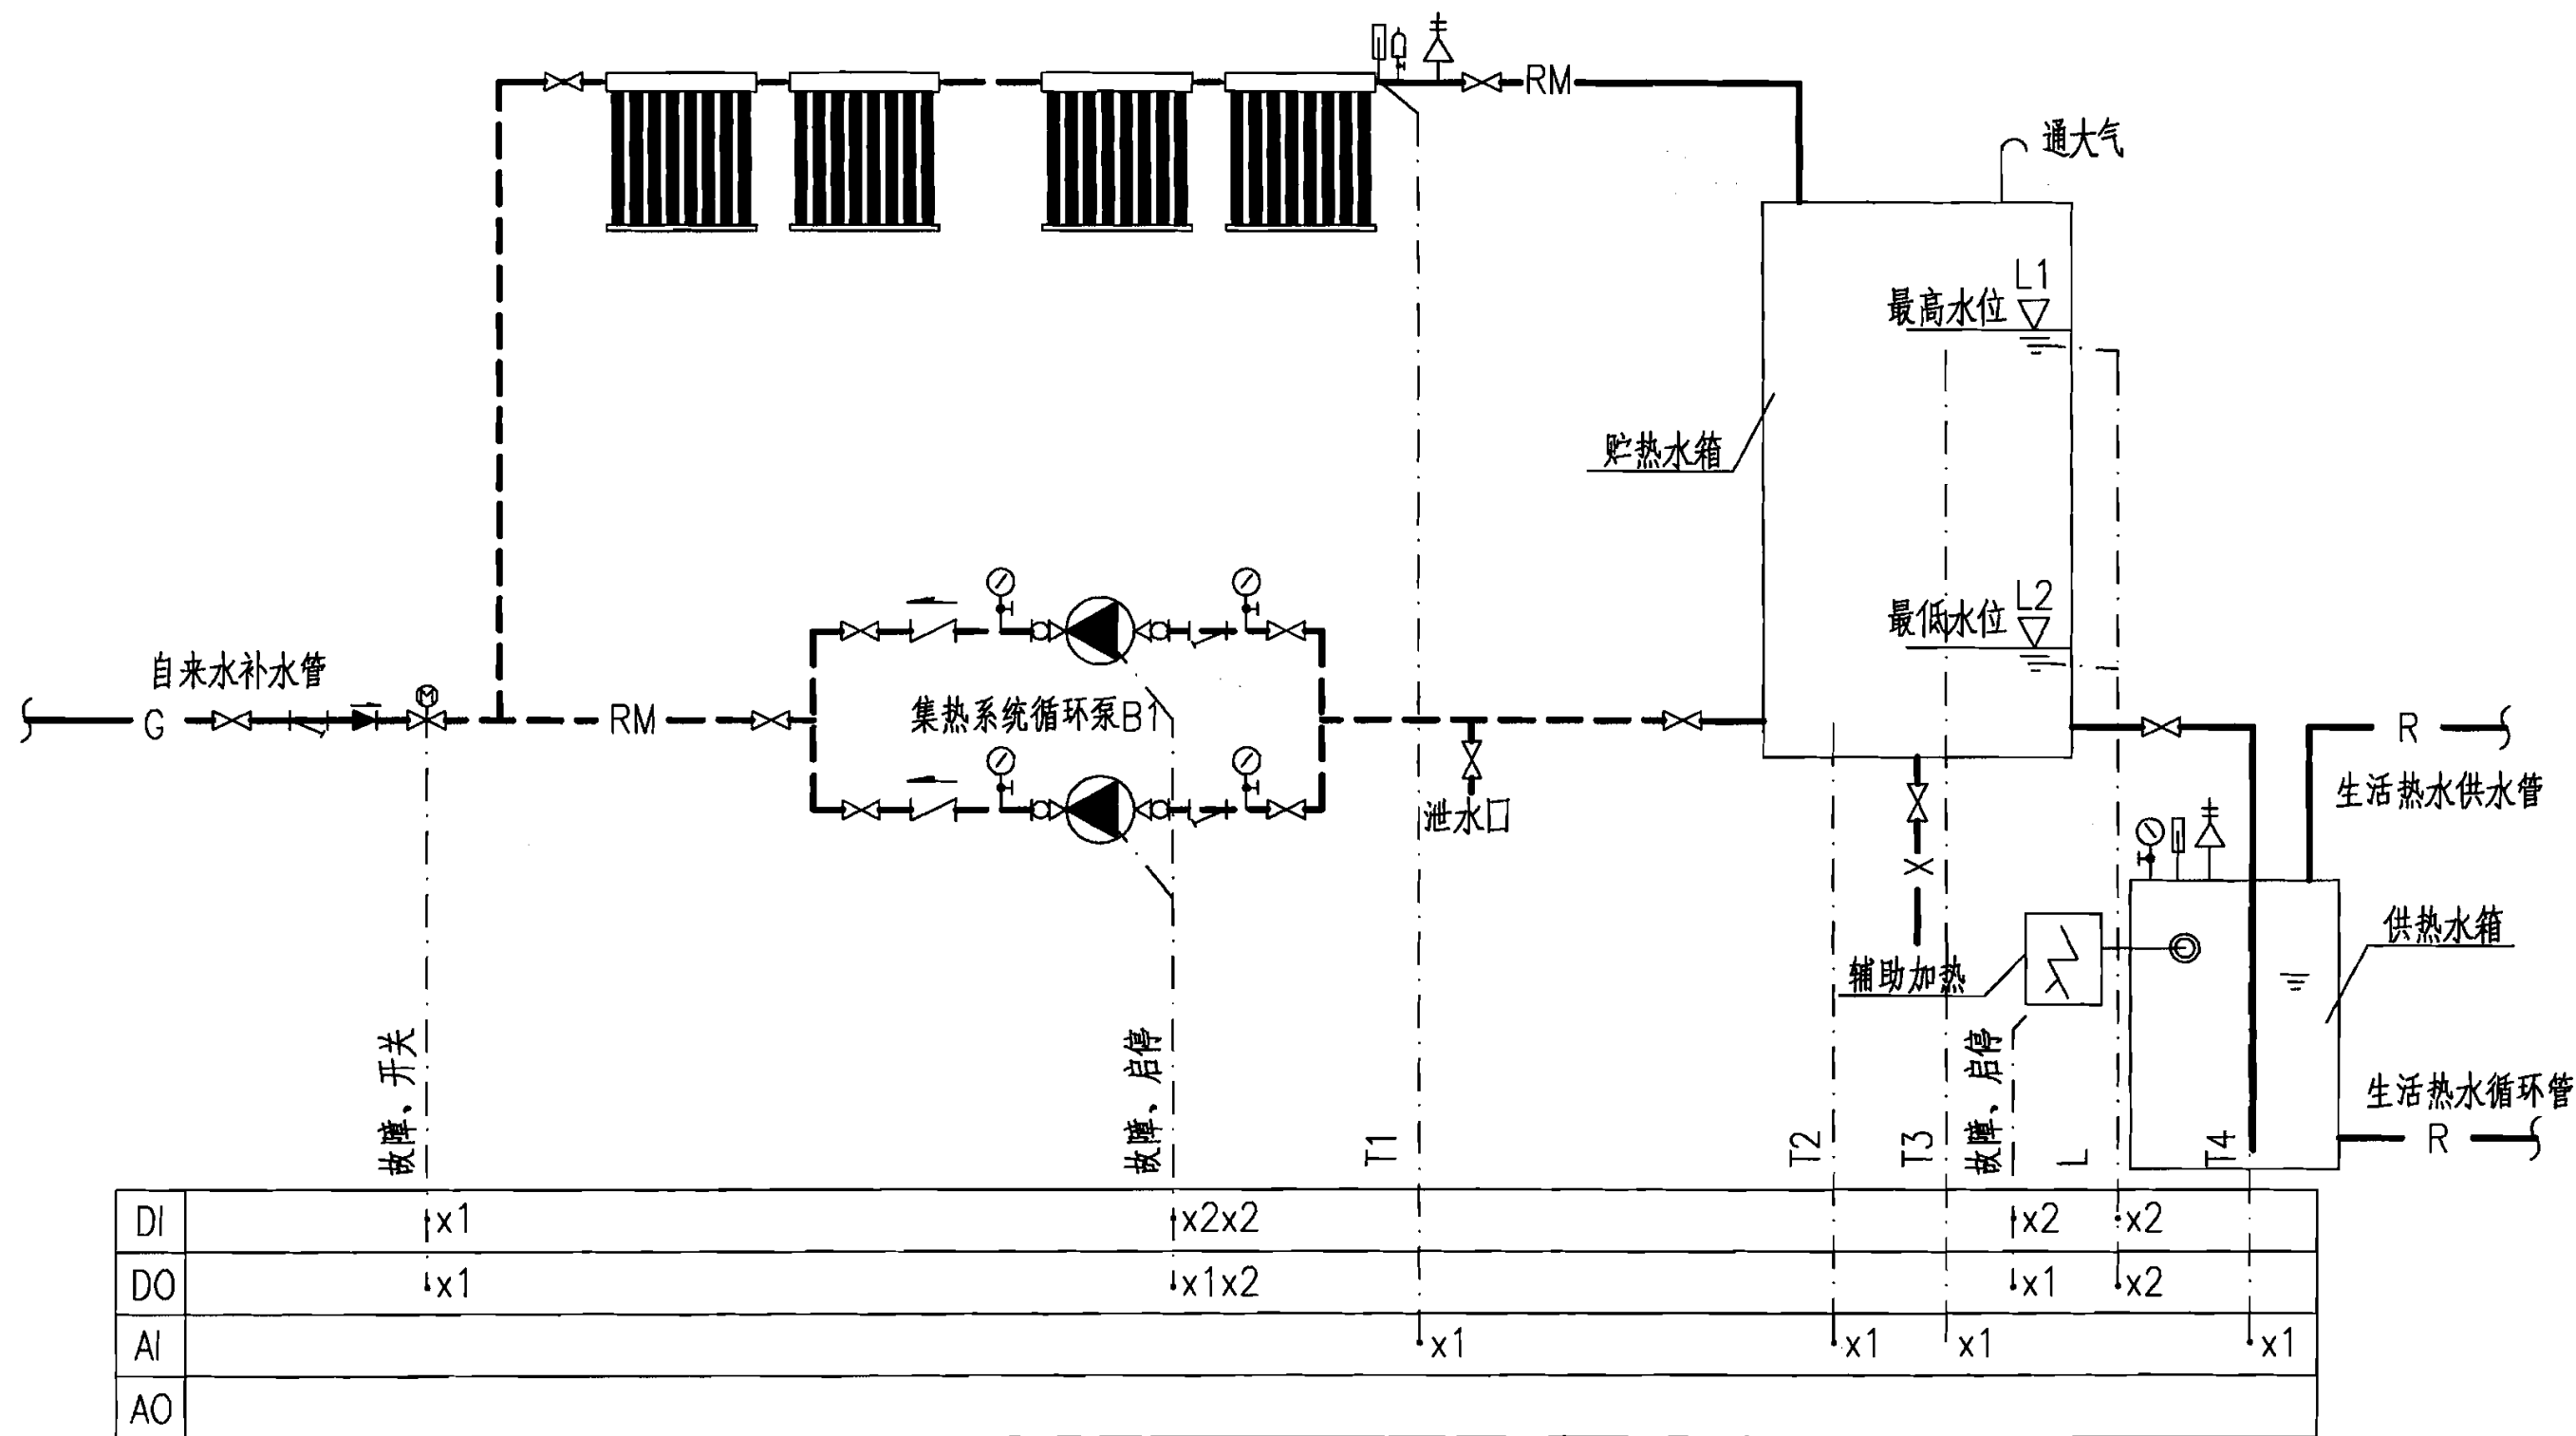 RM
通大气
L1
最高水位
贮热水箱
L2
最低水位
自来水补水管
G
RM
集热系统循环泵B1
泄水口
R
生活热水供水管
X
供热水箱
辅助加热
生活热水循环管
R
故障、开关
故障、启停
T1
T2
T3
故障、启停
L
T4
DI x1 x2x2 x2 x2
DO x1 x1x2 x1 x2
AI x1 x1 x1 x1
AO